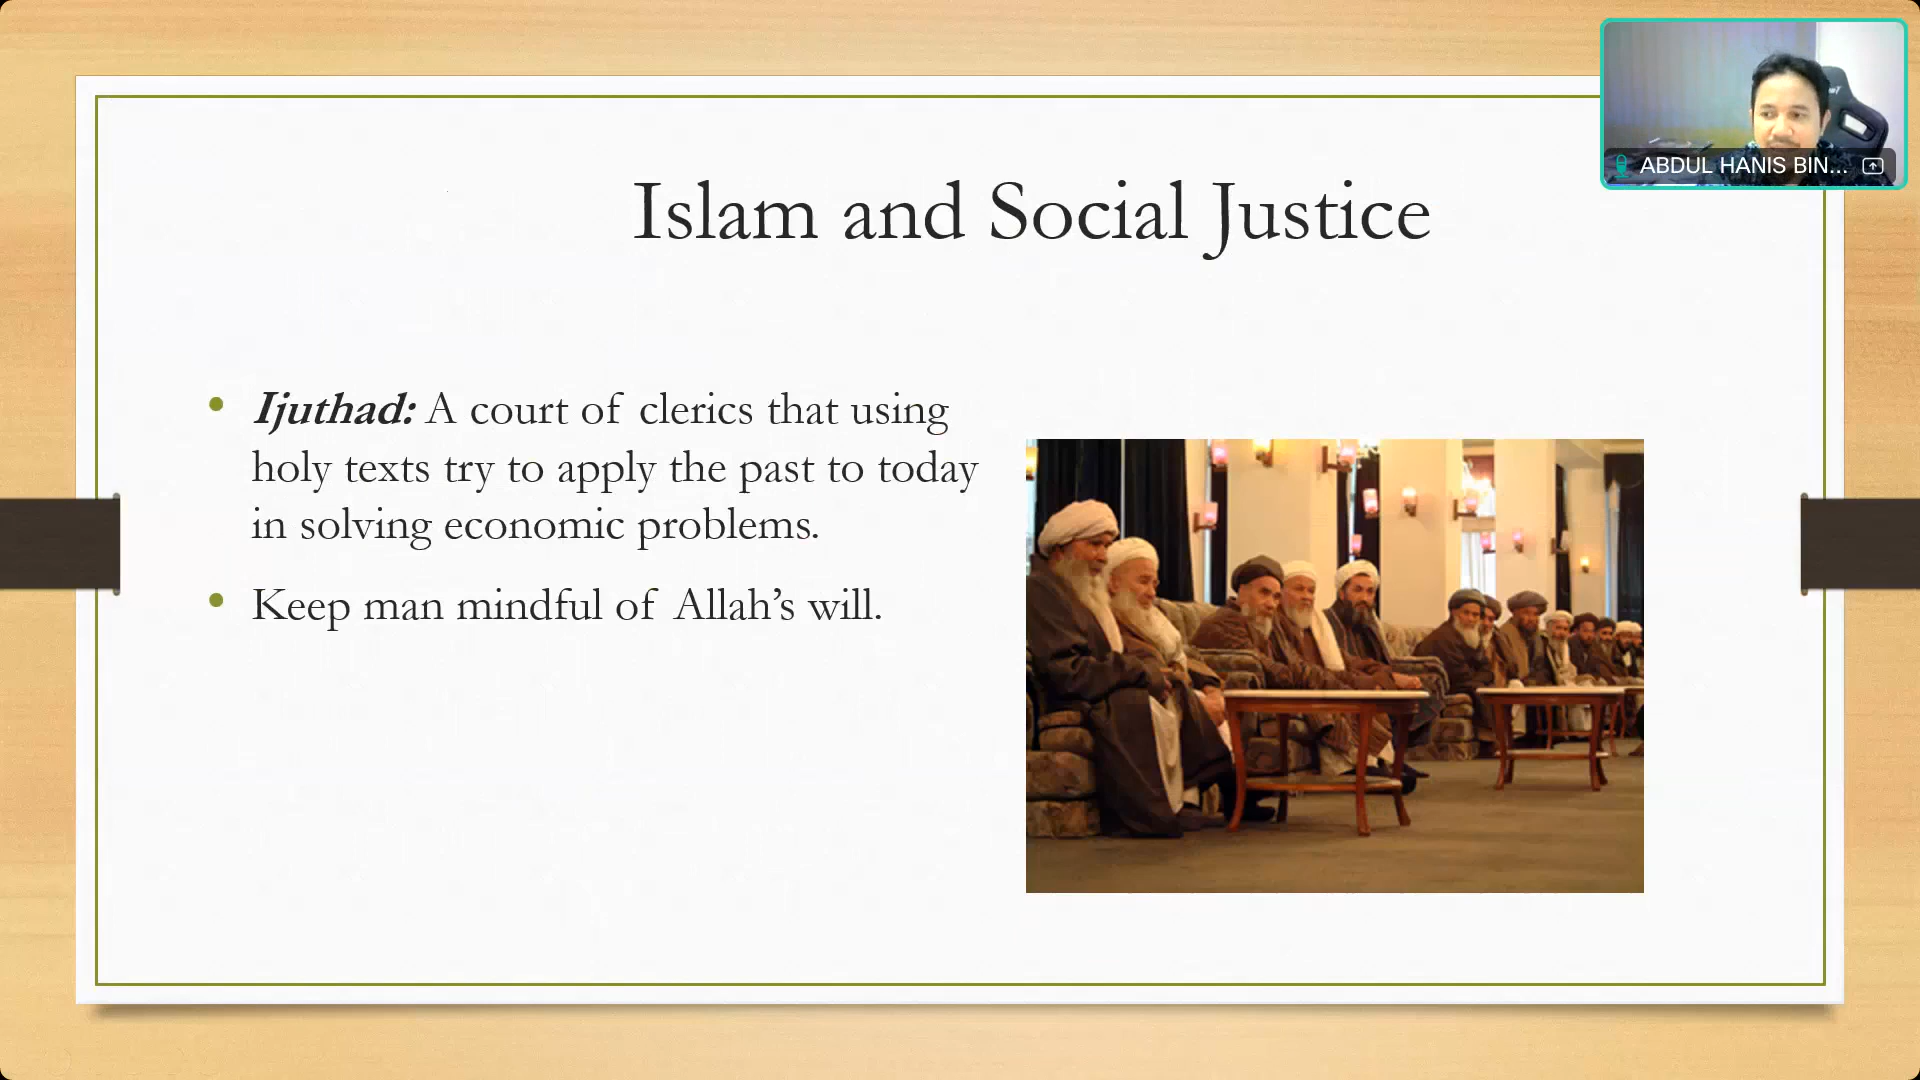 ABDUL HANIS BIN...
Islam and Social Justice
• Ijuthad: A court of clerics that using
holy texts try to apply the past to today
in solving economic problems.
• Keep man mindful of Allah’s will.